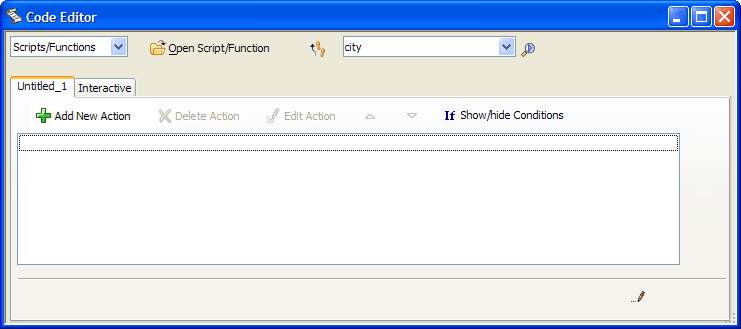 Code Editor
Scripts/Functions Open Script/Function city
Untitled_1 Interactive
Add New Action Delete Action Edit Action If Show/hide Conditions
...